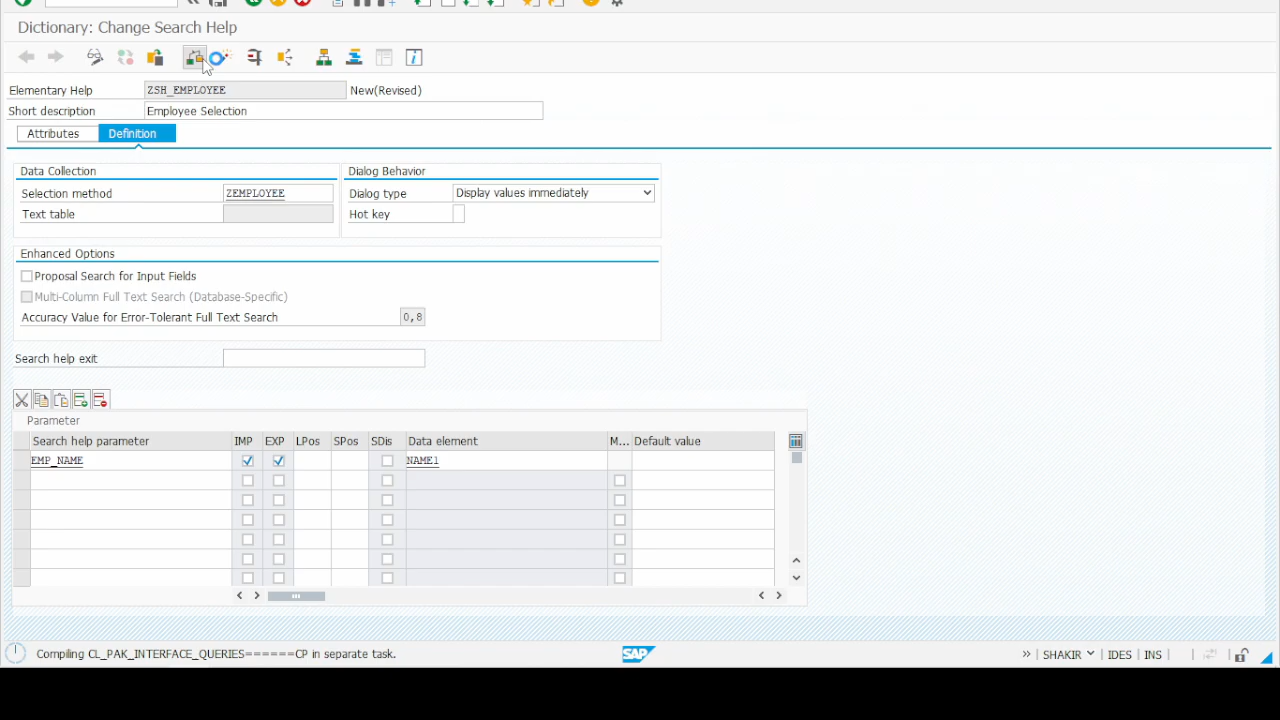 Dictionary: Change Search Help
Elementary Help ZSH_EMPLOYEE New(Revised)
Short description Employee Selection
Attributes Definition
Data Collection Dialog Behavior
Selection method ZEMPLOYEE Dialog type Display values immediately
Text table Hot key
Enhanced Options
Proposal Search for Input Fields
Multi-Column Full Text Search (Database-Specific)
Accuracy Value for Error-Tolerant Full Text Search 0,8
Search help exit
Parameter
Search help parameter IMP EXP LPos SPos SDis Data element M... Default value
EMP_NAME NAME1
Compiling CL_PAK_INTERFACE_QUERIES======CP in separate task. SAP SHAKIR IDES INS